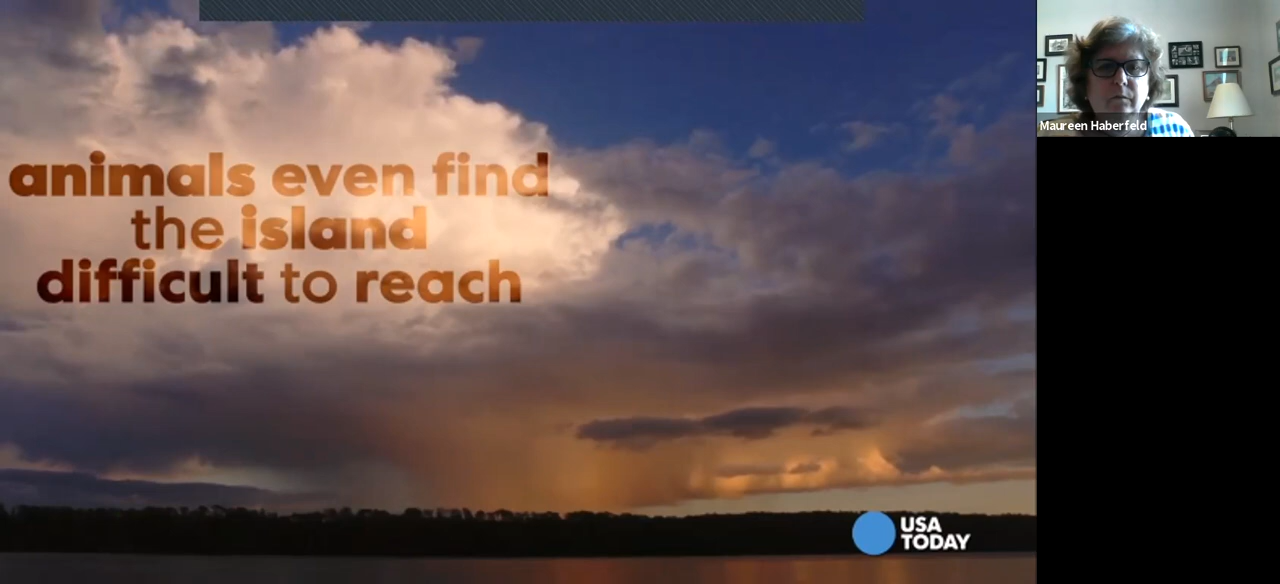 animals even find
the island
difficult to reach
USA
TODAY
Maureen Haberfeld